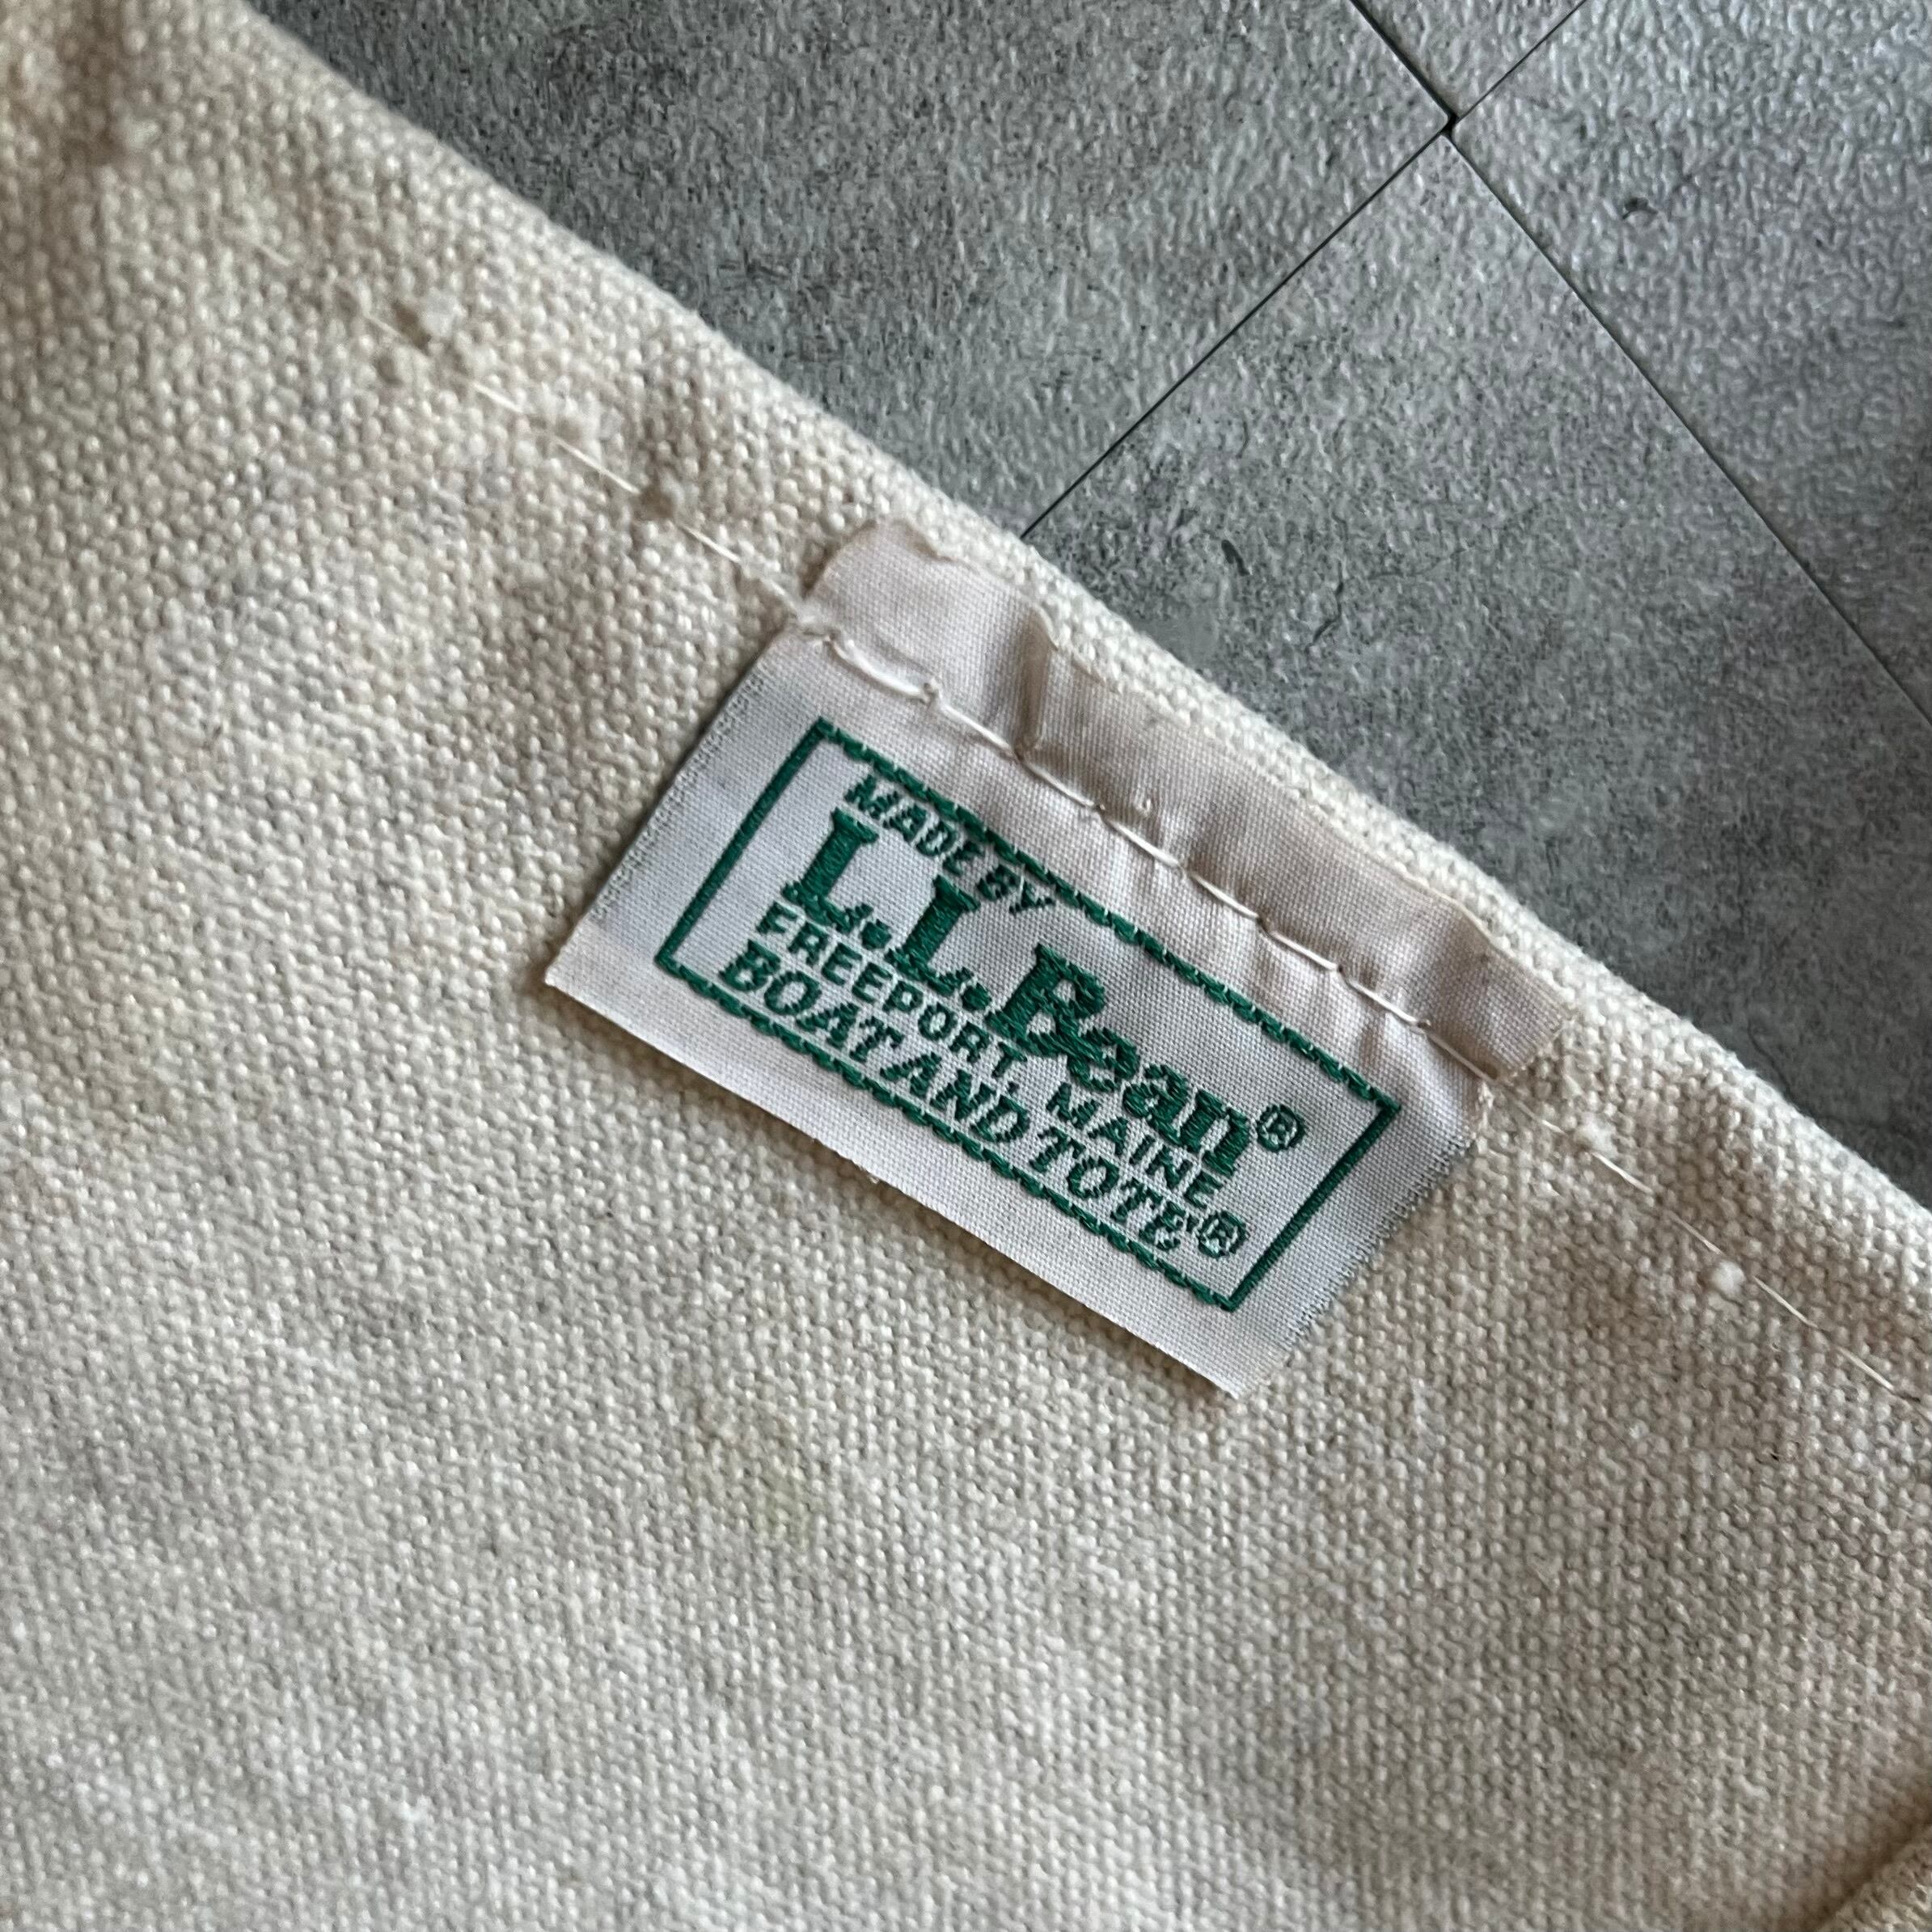 MADE BY
L.L.Bean®
FREEPORT, MAINE
BOAT AND TOTE®